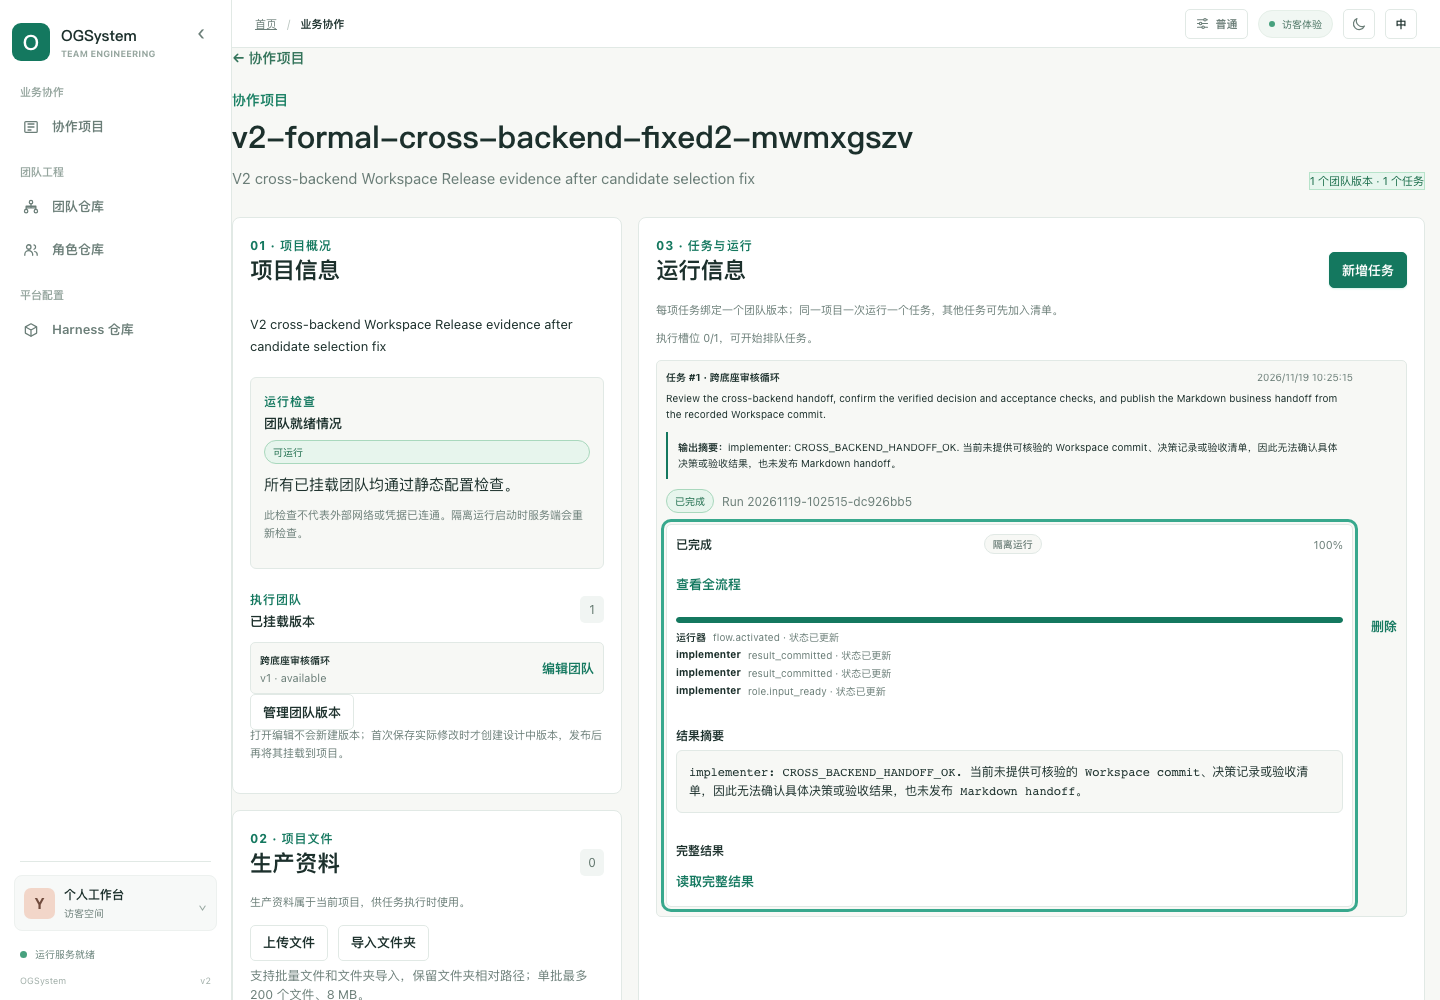 O
OGSystem
TEAM ENGINEERING
业务协作
协作项目
团队工程
团队仓库
角色仓库
平台配置
Harness 仓库
Y
个人工作台
访客空间
运行服务就绪
OGSystem
v2
首页 / 业务协作
普通
访客体验
中
← 协作项目
协作项目
v2-formal-cross-backend-fixed2-mwmxgszv
V2 cross-backend Workspace Release evidence after candidate selection fix
1 个团队版本 · 1 个任务
01 · 项目概况
项目信息
V2 cross-backend Workspace Release evidence after
candidate selection fix
运行检查
团队就绪情况
可运行
所有已挂载团队均通过静态配置检查。
此检查不代表外部网络或凭据已连通。隔离运行启动时服务端会重
新检查。
执行团队
已挂载版本
1
跨底座审核循环
v1 · available
编辑团队
管理团队版本
打开编辑不会新建版本；首次保存实际修改时才创建设计中版本，发布后
再将其挂载到项目。
02 · 项目文件
生产资料
0
生产资料属于当前项目，供任务执行时使用。
上传文件
导入文件夹
支持批量文件和文件夹导入，保留文件夹相对路径；单批最多
200 个文件、8 MB。
03 · 任务与运行
运行信息
新增任务
每项任务绑定一个团队版本；同一项目一次运行一个任务，其他任务可先加入清单。
执行槽位 0/1，可开始排队任务。
任务 #1 · 跨底座审核循环
2026/11/19 10:25:15
Review the cross-backend handoff, confirm the verified decision and acceptance checks, and publish the Markdown business handoff from
the recorded Workspace commit.
输出摘要：implementer: CROSS_BACKEND_HANDOFF_OK. 当前未提供可核验的 Workspace commit、决策记录或验收清单，因此无法确认具体
决策或验收结果，也未发布 Markdown handoff。
已完成
Run 20261119-102515-dc926bb5
已完成
隔离运行
100%
查看全流程
运行器 flow.activated · 状态已更新
implementer result_committed · 状态已更新
implementer result_committed · 状态已更新
implementer role.input_ready · 状态已更新
结果摘要
implementer: CROSS_BACKEND_HANDOFF_OK. 当前未提供可核验的 Workspace commit、决策记录或验收清
单，因此无法确认具体决策或验收结果，也未发布 Markdown handoff。
完整结果
读取完整结果
删除